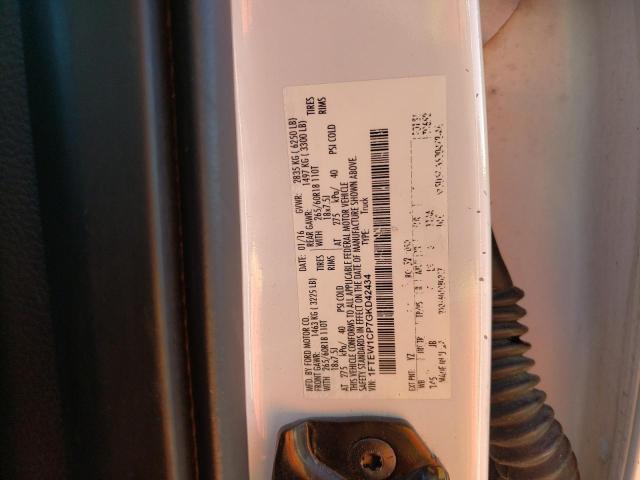 MFD. BY FORD MOTOR CO.
DATE: 01/16 GVWR: 2835 KG ( 6250 LB)
FRONT GAWR: 1463 KG ( 3225 LB) REAR GAWR: 1497 KG ( 3300 LB)
WITH 265/60R18 110T TIRES WITH 265/60R18 110T TIRES
18x7.5J RIMS 18x7.5J RIMS
AT 275 kPa/ 40 PSI COLD AT 275 kPa/ 40 PSI COLD
THIS VEHICLE CONFORMS TO ALL APPLICABLE FEDERAL MOTOR VEHICLE
SAFETY STANDARDS IN EFFECT ON THE DATE OF MANUFACTURE SHOWN ABOVE.
VIN: 1FTEW1CP7GKD42434 TYPE: Truck
EXT PNT: YZ RC: 52
WB